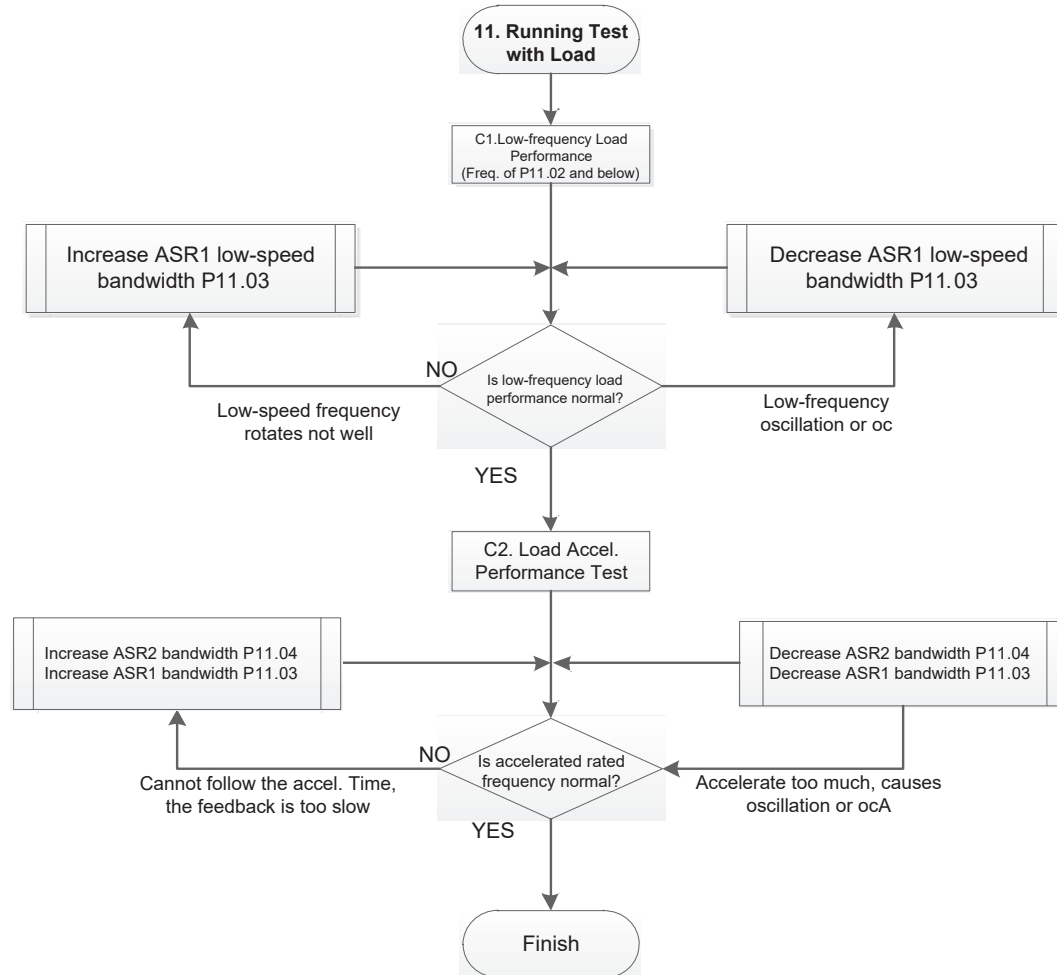 11. Running Test
with Load
C1.Low-frequency Load
Performance
(Freq. of P11.02 and below)
Increase ASR1 low-speed
bandwidth P11.03
Decrease ASR1 low-speed
bandwidth P11.03
NO
Is low-frequency load
performance normal?
Low-speed frequency
rotates not well
Low-frequency
oscillation or oc
YES
C2. Load Accel.
Performance Test
Increase ASR2 bandwidth P11.04
Increase ASR1 bandwidth P11.03
Decrease ASR2 bandwidth P11.04
Decrease ASR1 bandwidth P11.03
NO
Is accelerated rated
frequency normal?
Cannot follow the accel. Time,
the feedback is too slow
Accelerate too much, causes
oscillation or ocA
YES
Finish